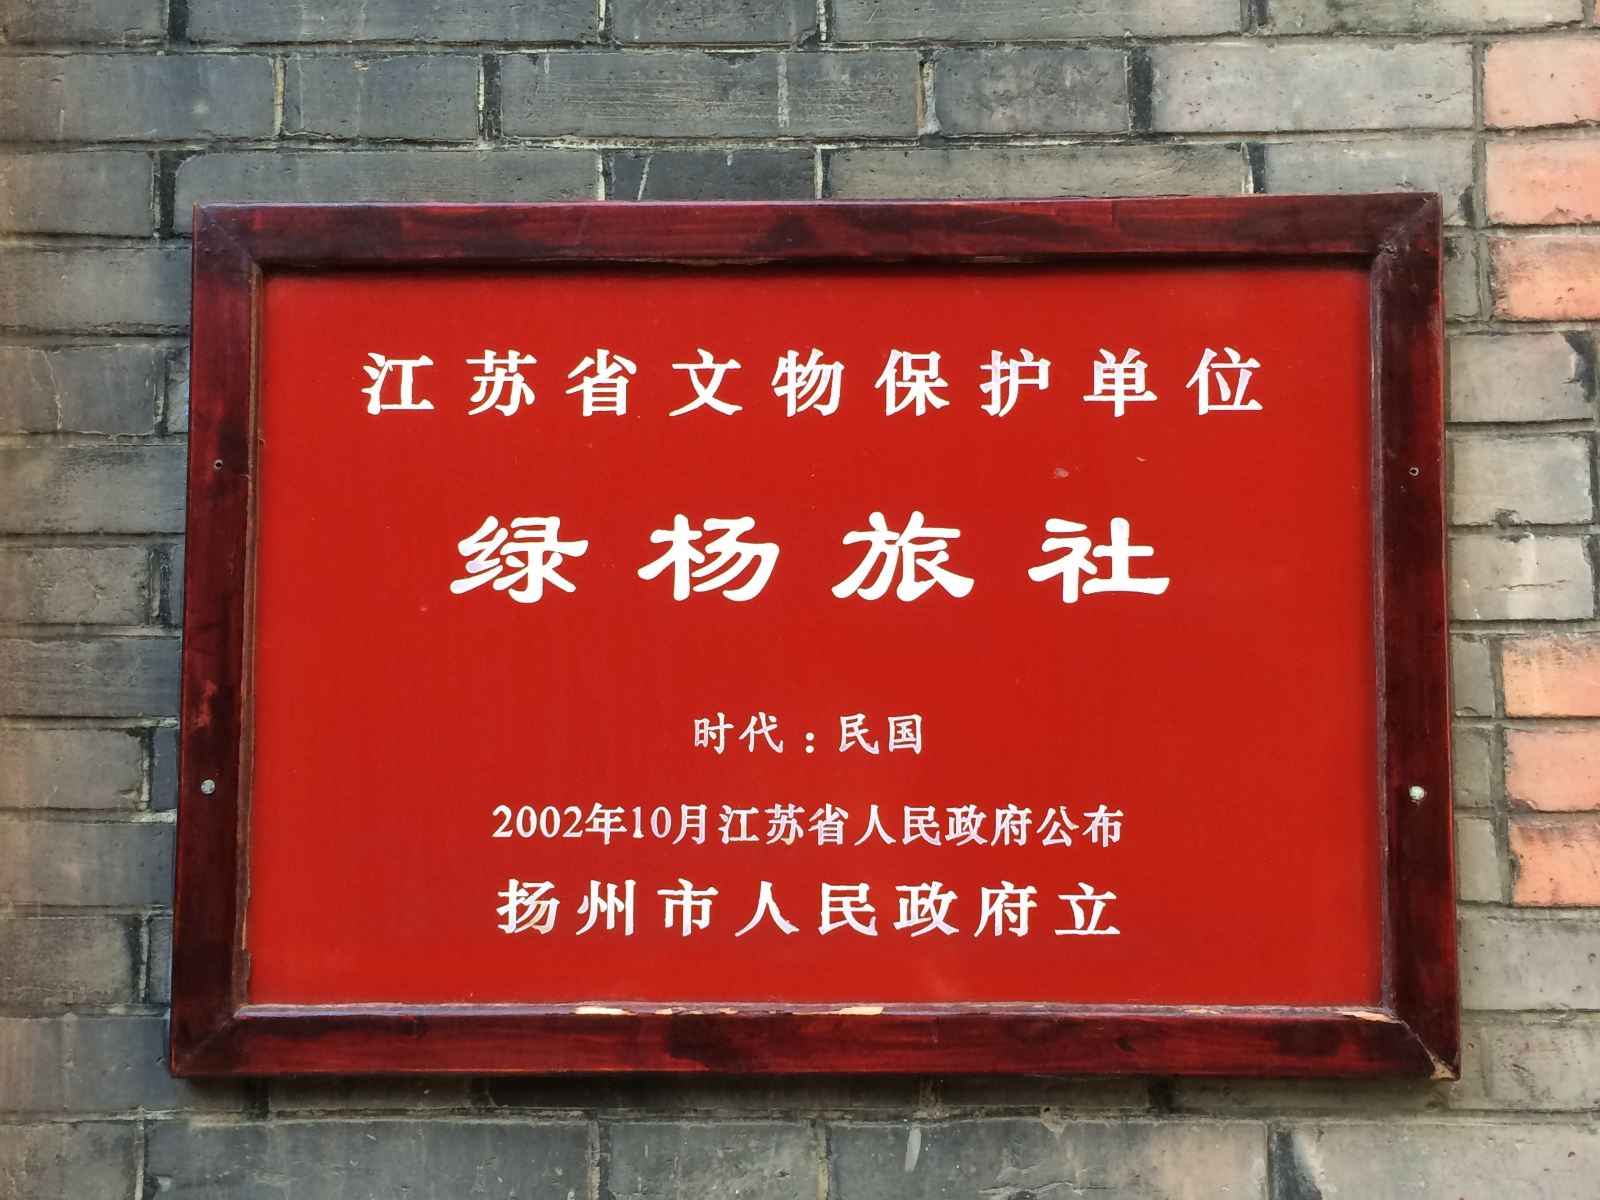 江苏省文物保护单位
绿杨旅社
时代：民国
2002年10月江苏省人民政府公布
扬州市人民政府立